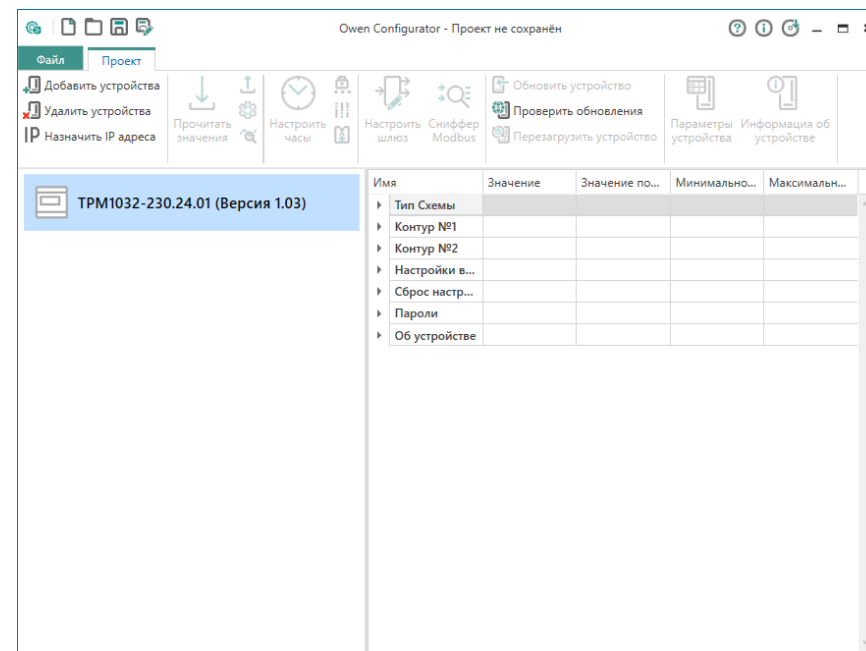 Owen Configurator - Проект не сохранён
Файл
Проект
Добавить устройства
Удалить устройства
IP Назначить IP адреса
Прочитать значения
Настроить часы
Настроить шлюз
Сниффер Modbus
Обновить устройство
Проверить обновления
Перезагрузить устройство
Параметры устройства
Информация об устройстве
ТРМ1032-230.24.01 (Версия 1.03)
Имя Значение Значение по... Минимально... Максимальн...
Тип Схемы
Контур №1
Контур №2
Настройки в...
Сброс настр...
Пароли
Об устройстве